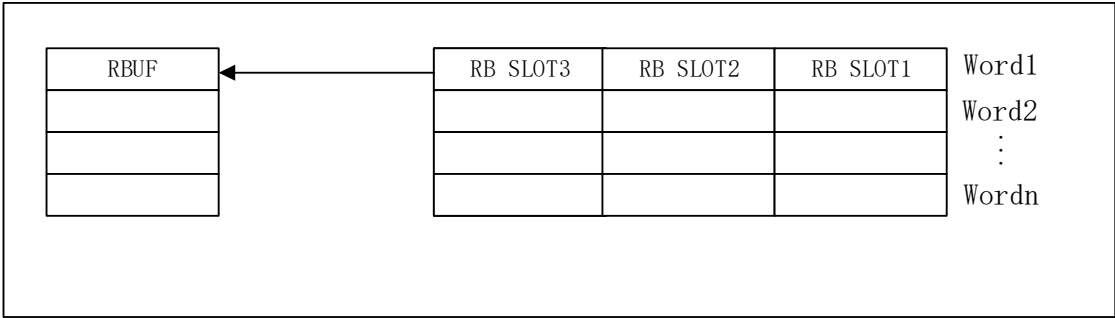 RBUF RB SLOT3 RB SLOT2 RB SLOT1 Word1
Word2
⋮
Wordn